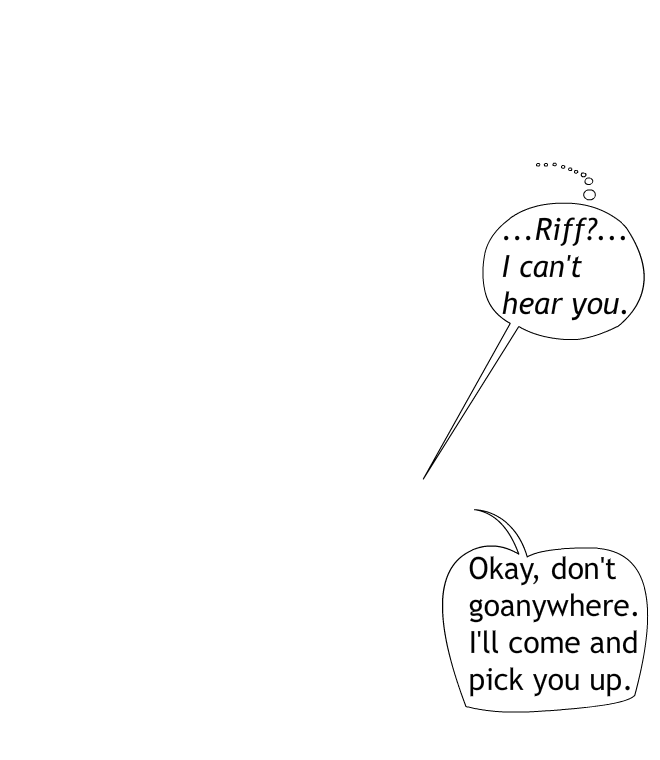 ...Riff?...
I can't
hear you.
Okay, don't
goanywhere.
I'll come and
pick you up.